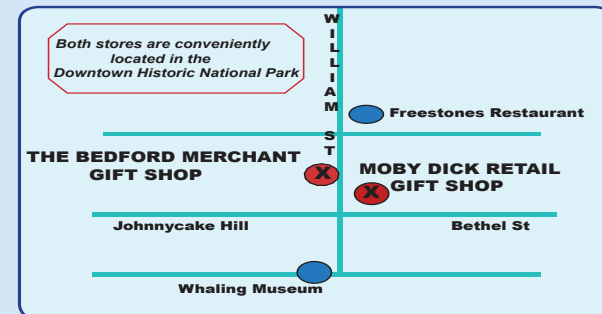 Both stores are conveniently
located in the
Downtown Historic National Park
WILLIAM ST
Freestones Restaurant
THE BEDFORD MERCHANT
GIFT SHOP
X
MOBY DICK RETAIL
GIFT SHOP
X
Johnnycake Hill
Bethel St
Whaling Museum